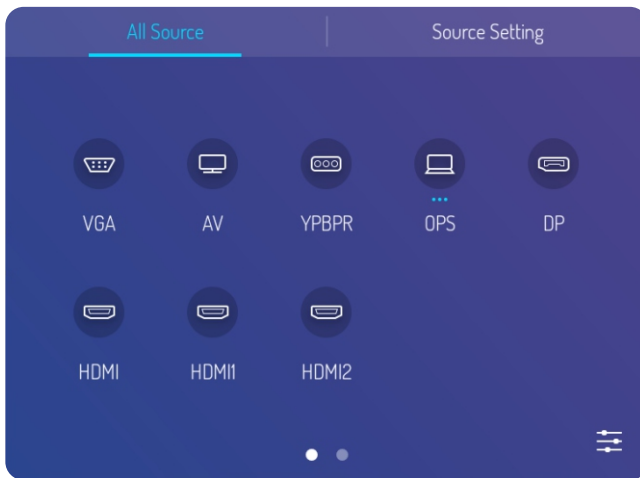 All Source Source Setting
VGA AV YPBPR OPS DP
HDMI HDMI1 HDMI2